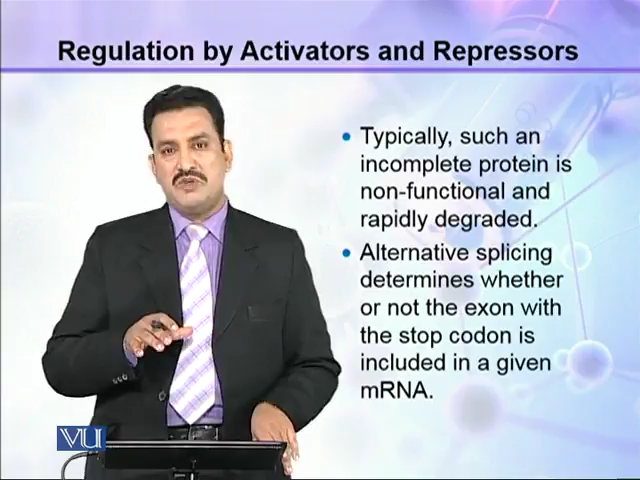 Regulation by Activators and Repressors
• Typically, such an
incomplete protein is
non-functional and
rapidly degraded.
• Alternative splicing
determines whether
or not the exon with
the stop codon is
included in a given
mRNA.
VU